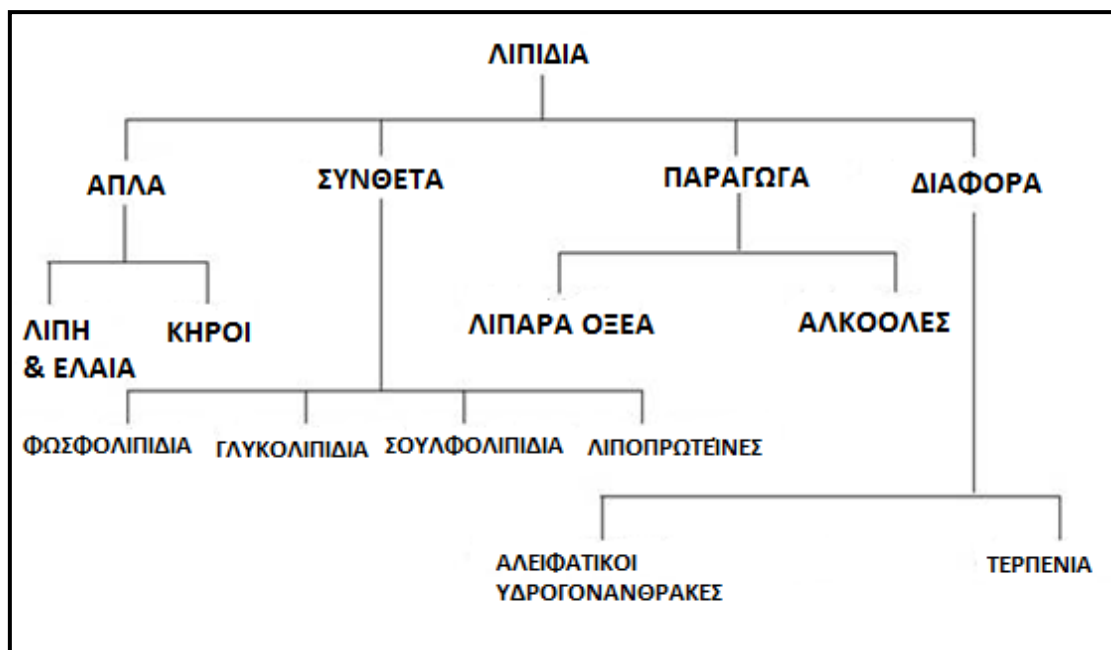 ΛΙΠΙΔΙΑ
ΑΠΛΑ
ΣΥΝΘΕΤΑ
ΠΑΡΑΓΩΓΑ
ΔΙΑΦΟΡΑ
ΛΙΠΗ
& ΕΛΑΙΑ
ΚΗΡΟΙ
ΛΙΠΑΡΑ ΟΞΕΑ
ΑΛΚΟΟΛΕΣ
ΦΩΣΦΟΛΙΠΙΔΙΑ
ΓΛΥΚΟΛΙΠΙΔΙΑ
ΣΟΥΛΦΟΛΙΠΙΔΙΑ
ΛΙΠΟΠΡΩΤΕΪΝΕΣ
ΑΛΕΙΦΑΤΙΚΟΙ
ΥΔΡΟΓΟΝΑΝΘΡΑΚΕΣ
ΤΕΡΠΕΝΙΑ